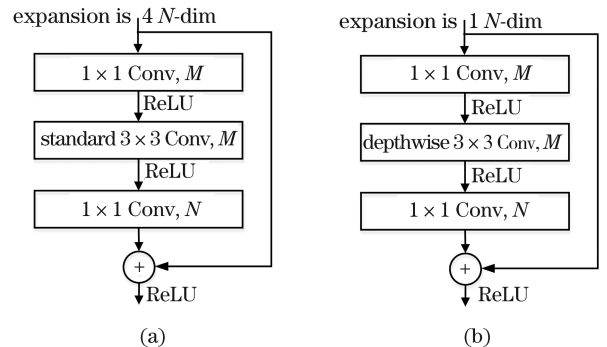 expansion is 4 N-dim
1 × 1 Conv, M
ReLU
standard 3 × 3 Conv, M
ReLU
1 × 1 Conv, N
+
ReLU
(a)
expansion is 1 N-dim
1 × 1 Conv, M
ReLU
depthwise 3 × 3 Conv, M
ReLU
1 × 1 Conv, N
+
ReLU
(b)